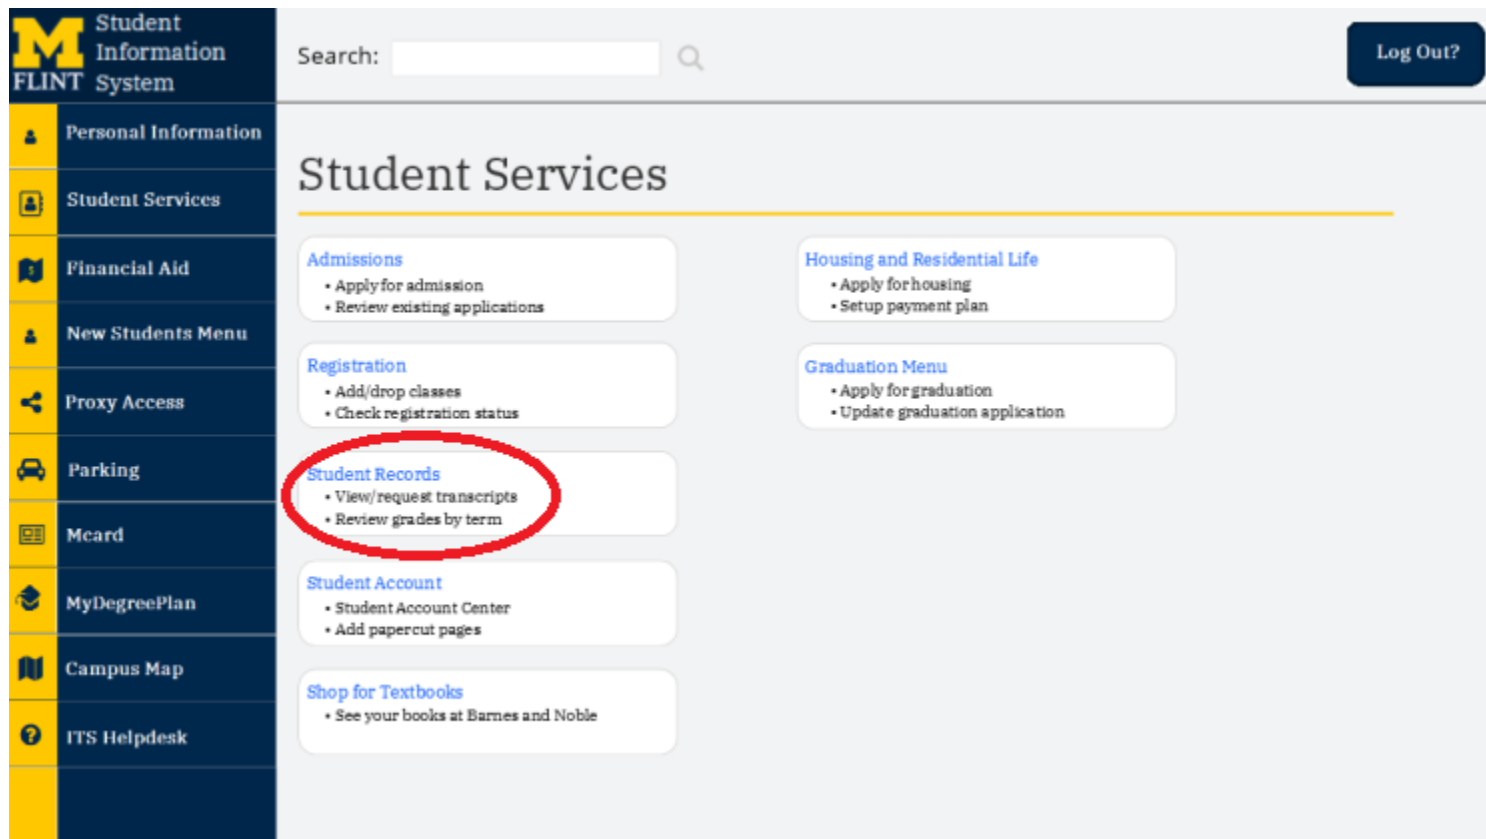 M
FLINT
Student
Information
System
Search:
Log Out?
Personal Information
Student Services
Financial Aid
New Students Menu
Proxy Access
Parking
Mcard
MyDegreePlan
Campus Map
ITS Helpdesk
Student Services
Admissions
• Apply for admission
• Review existing applications
Registration
• Add/drop classes
• Check registration status
Student Records
• View/request transcripts
• Review grades by term
Student Account
• Student Account Center
• Add papercut pages
Shop for Textbooks
• See your books at Barnes and Noble
Housing and Residential Life
• Apply for housing
• Setup payment plan
Graduation Menu
• Apply for graduation
• Update graduation application